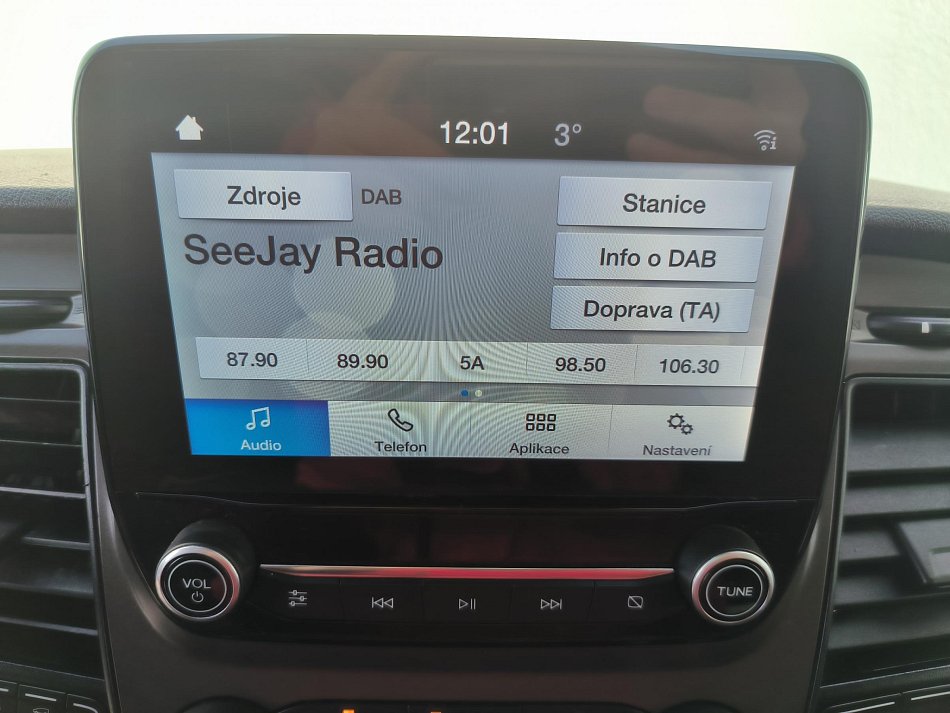 12:01 3°
Zdroje DAB Stanice
SeeJay Radio
Info o DAB
Doprava (TA)
87.90 89.90 5A 98.50 106.30
Audio Telefon Aplikace Nastavení
VOL
TUNE